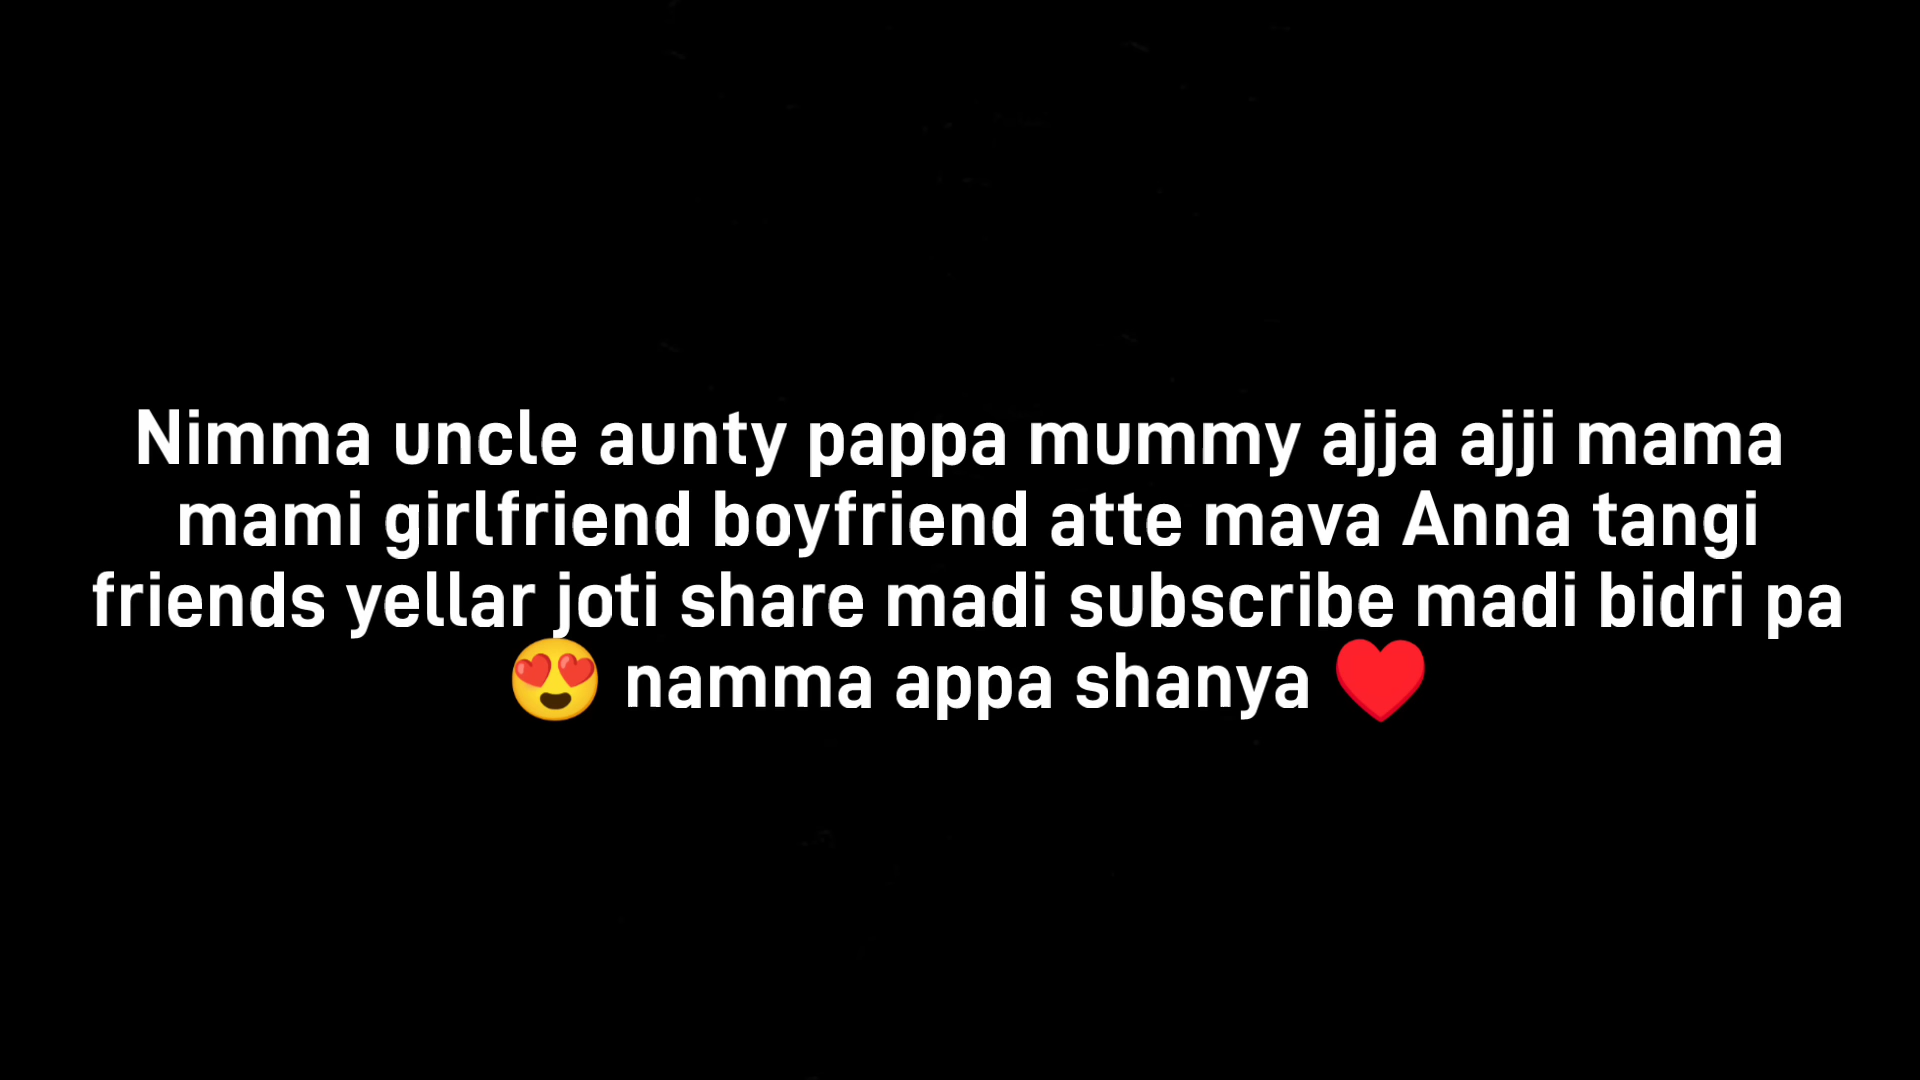 Nimma uncle aunty pappa mummy ajja ajji mama
mami girlfriend boyfriend atte mava Anna tangi
friends yellar joti share madi subscribe madi bidri pa
😍 namma appa shanya ♥️